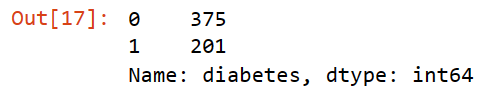 Out[17]: 0    375
1    201
Name: diabetes, dtype: int64